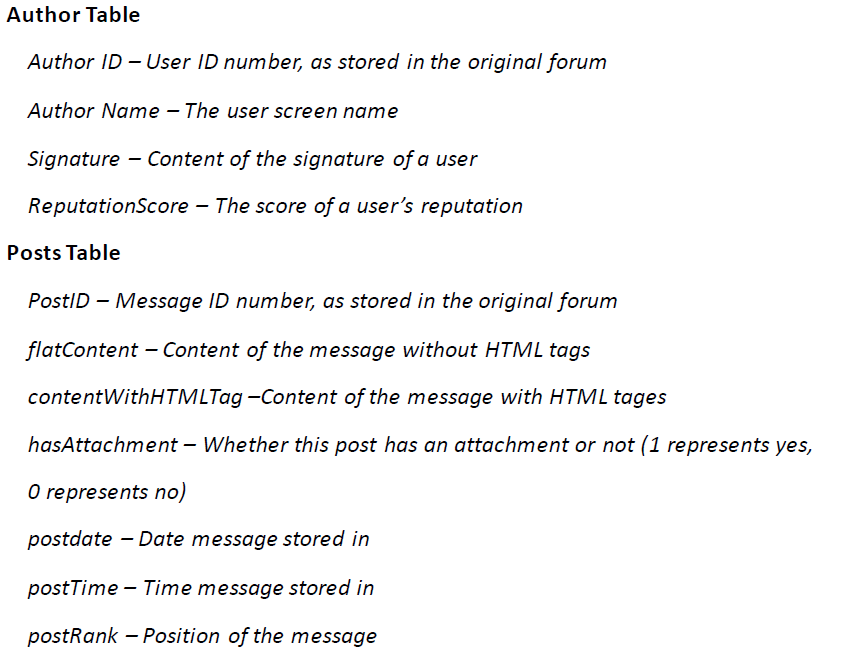 Author Table
Author ID – User ID number, as stored in the original forum
Author Name – The user screen name
Signature – Content of the signature of a user
ReputationScore – The score of a user’s reputation
Posts Table
PostID – Message ID number, as stored in the original forum
flatContent – Content of the message without HTML tags
contentWithHTMLTag –Content of the message with HTML tages
hasAttachment – Whether this post has an attachment or not (1 represents yes,
0 represents no)
postdate – Date message stored in
postTime – Time message stored in
postRank – Position of the message